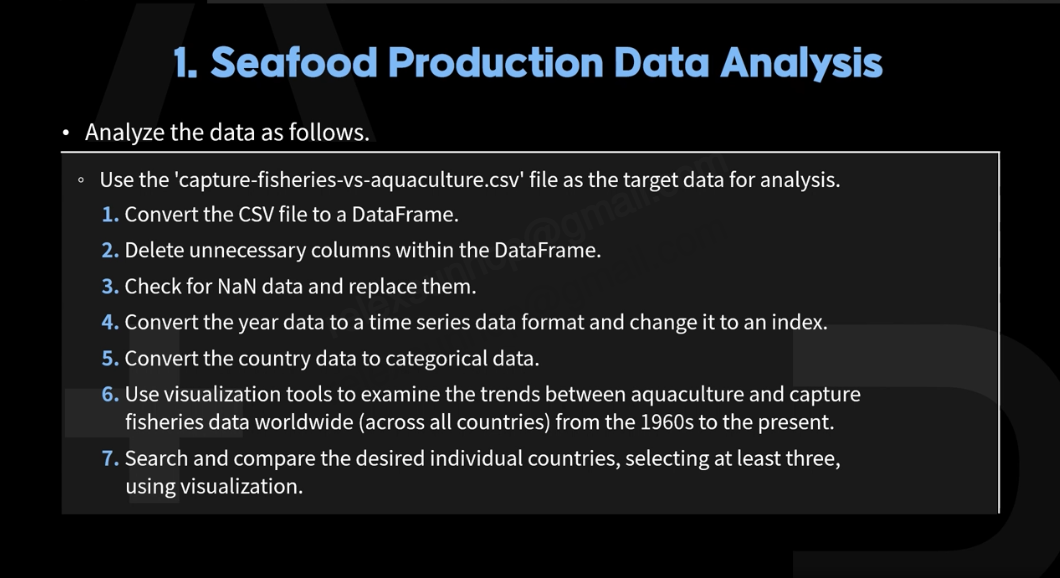 1. Seafood Production Data Analysis
• Analyze the data as follows.
◦ Use the 'capture-fisheries-vs-aquaculture.csv' file as the target data for analysis.
1. Convert the CSV file to a DataFrame.
2. Delete unnecessary columns within the DataFrame.
3. Check for NaN data and replace them.
4. Convert the year data to a time series data format and change it to an index.
5. Convert the country data to categorical data.
6. Use visualization tools to examine the trends between aquaculture and capture
fisheries data worldwide (across all countries) from the 1960s to the present.
7. Search and compare the desired individual countries, selecting at least three,
using visualization.